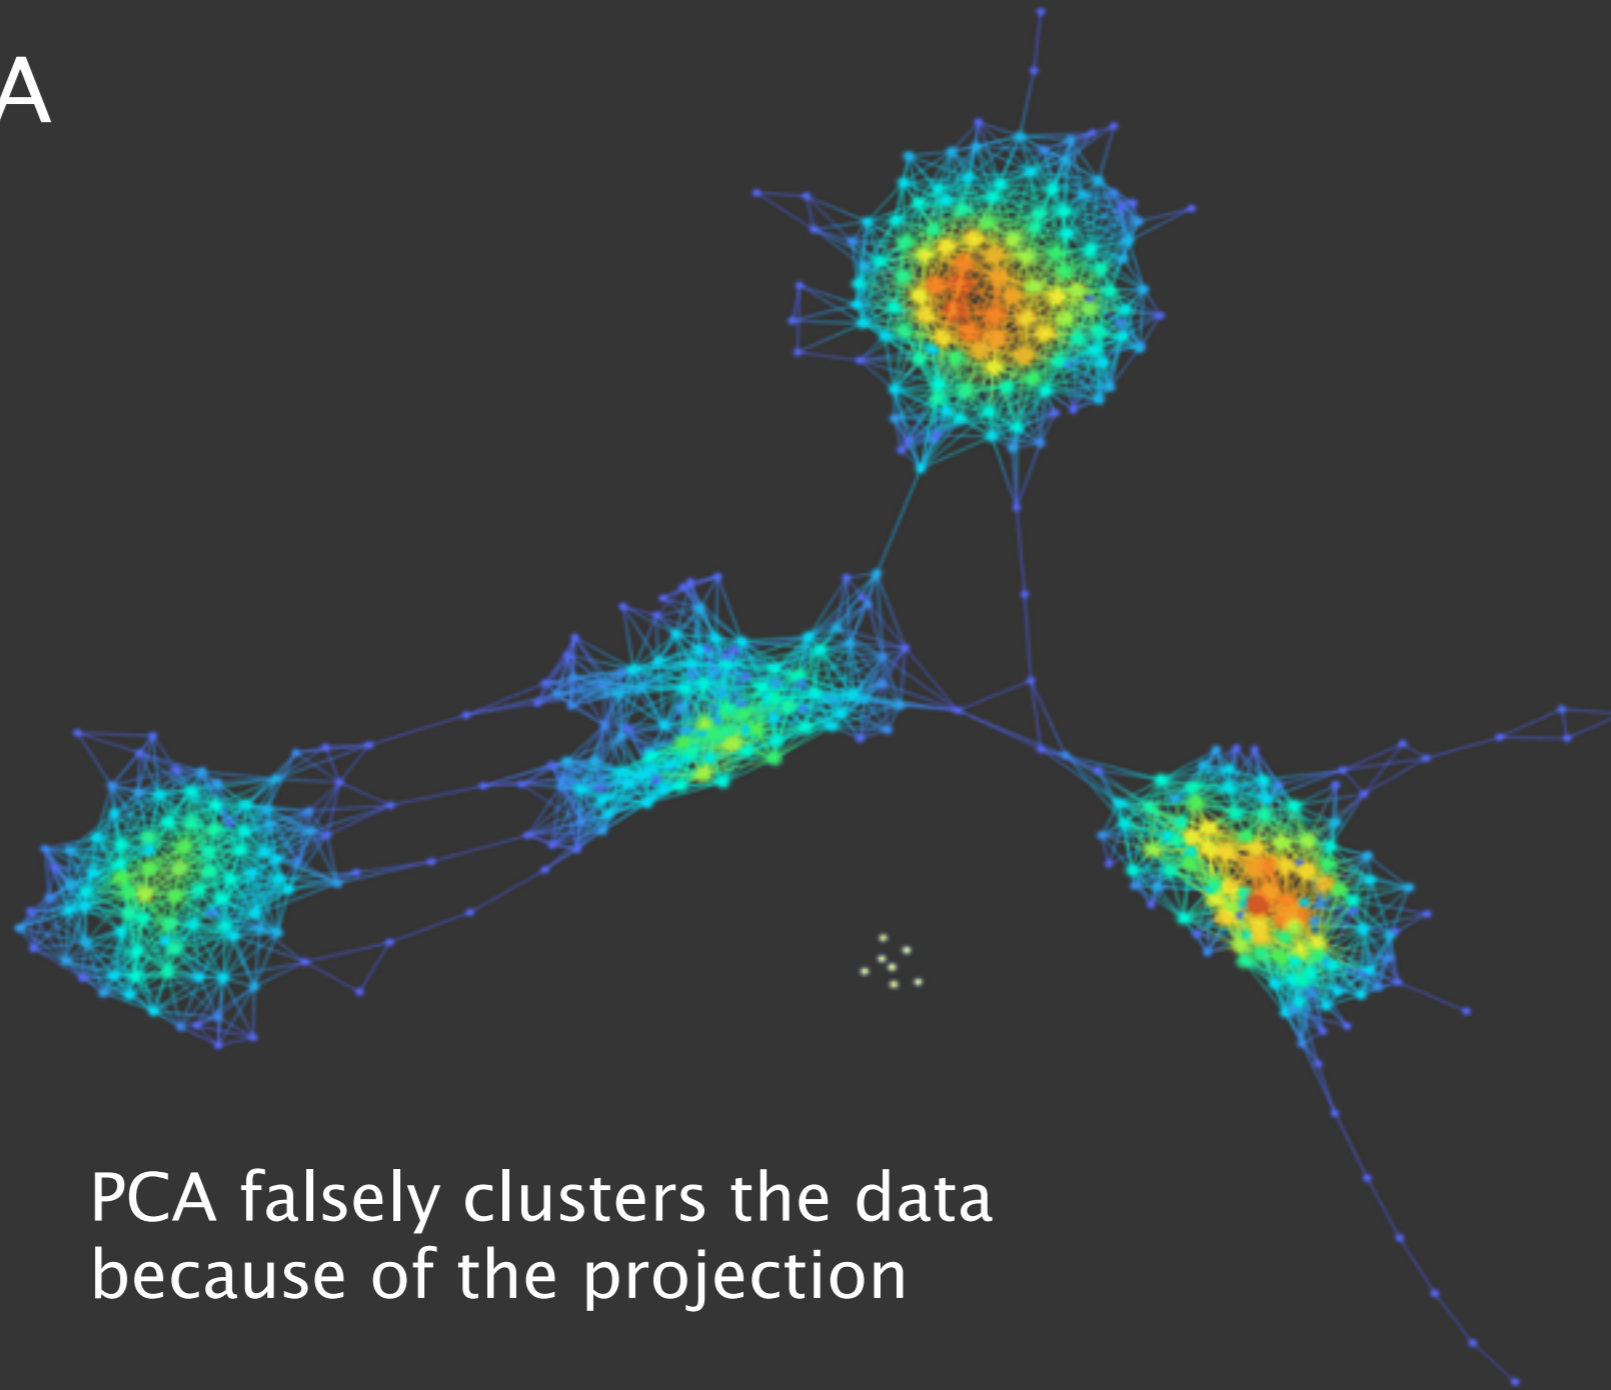 A
PCA falsely clusters the data
because of the projection